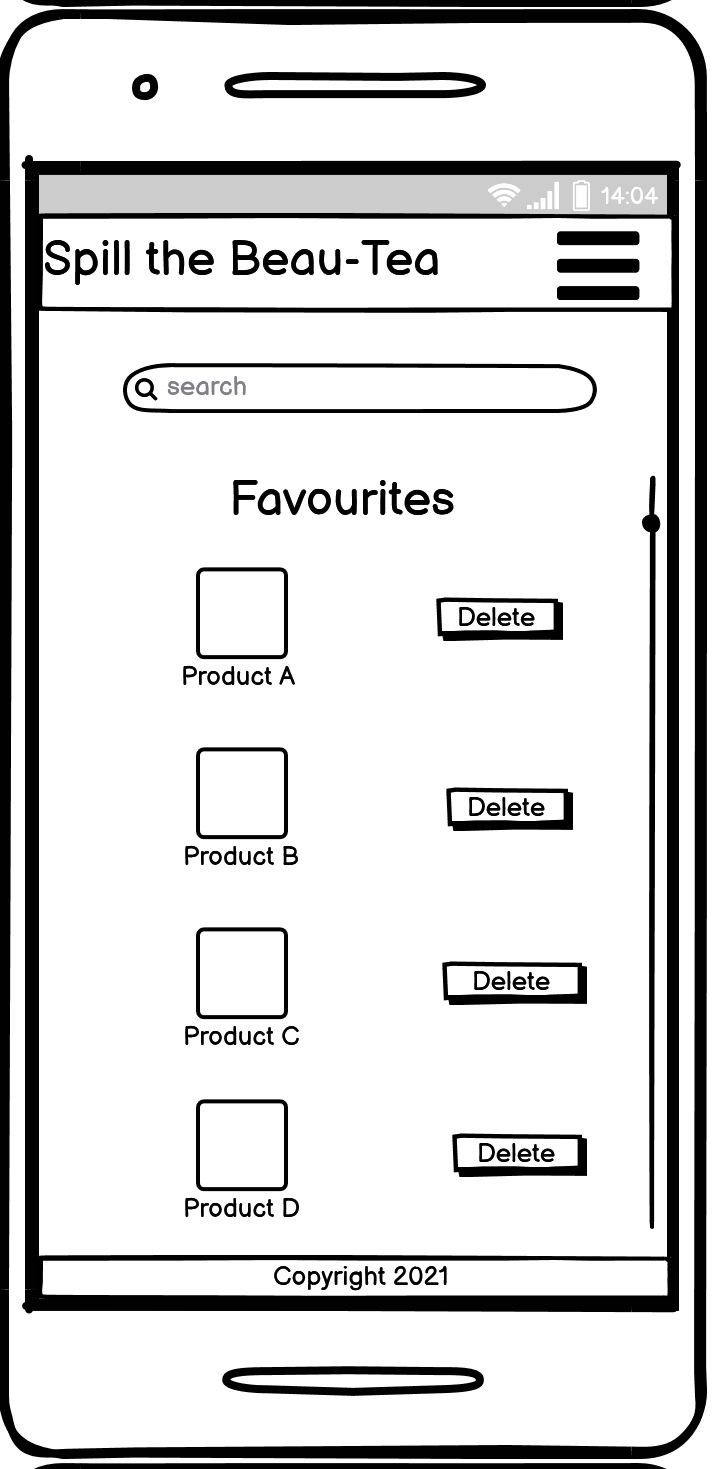 14:04
Spill the Beau-Tea
search
Favourites
Delete
Product A
Delete
Product B
Delete
Product C
Delete
Product D
Copyright 2021